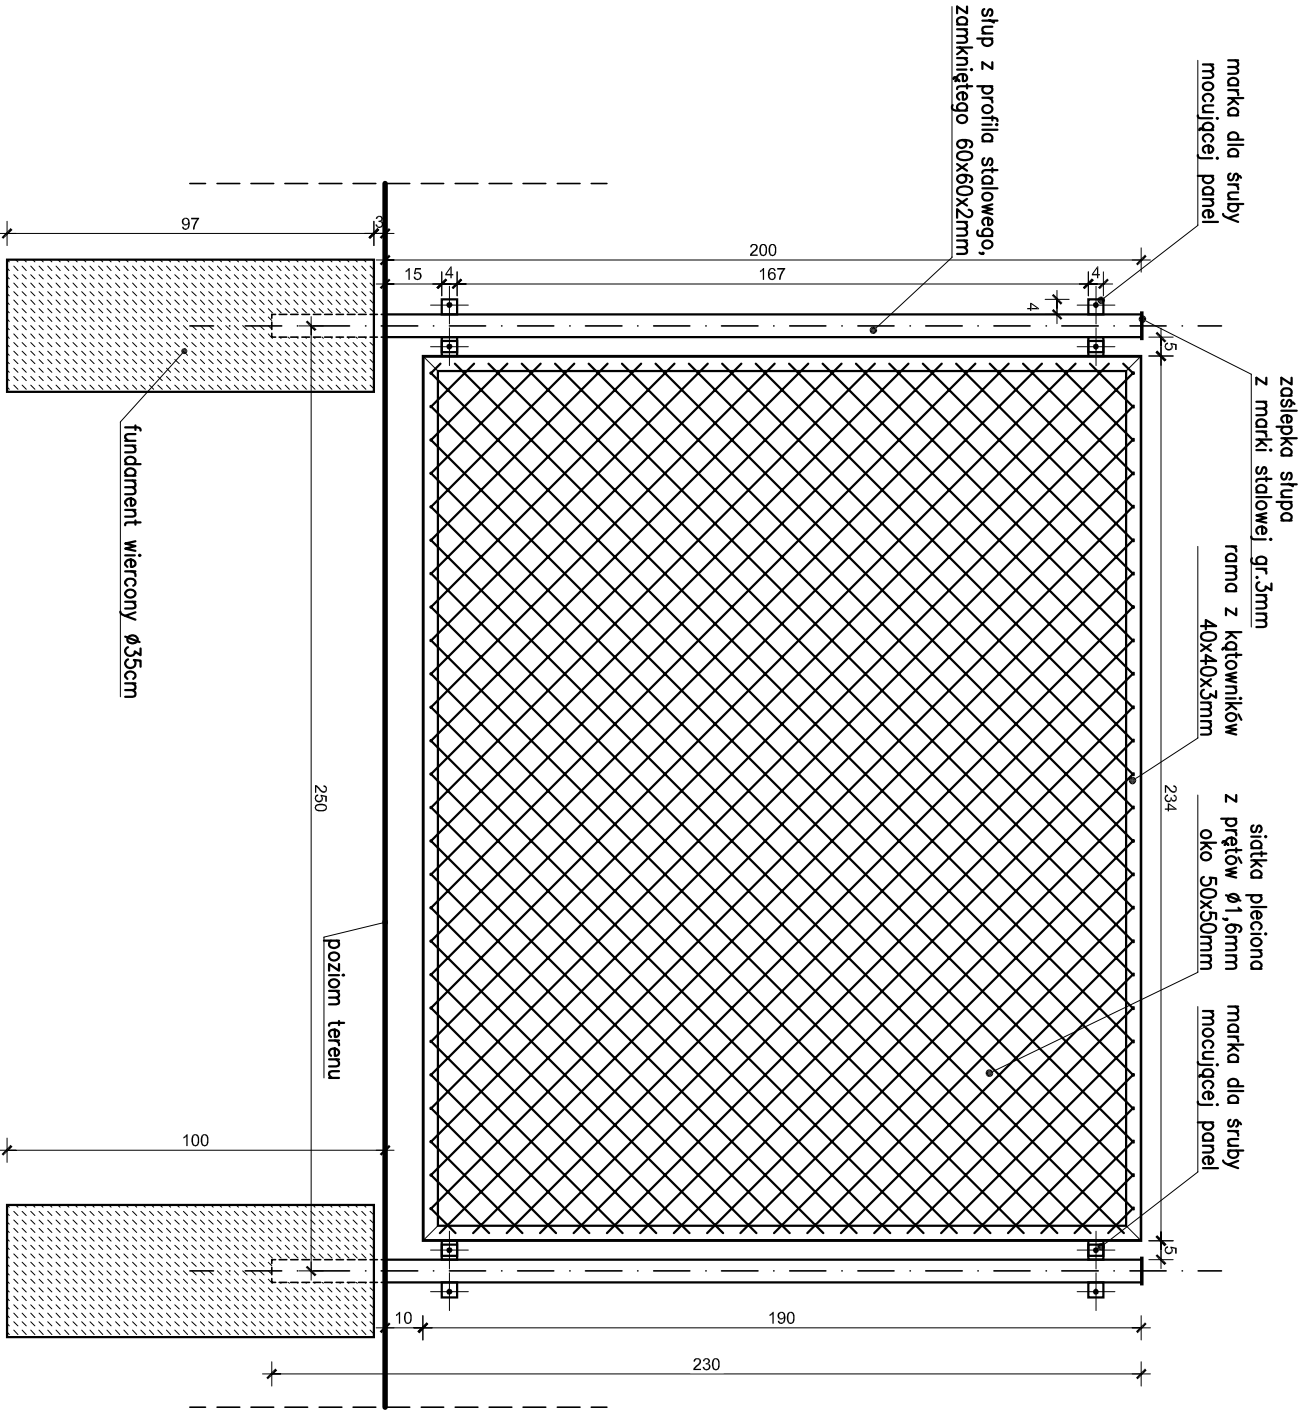 słup z profila stalowego,
zamkniętego 60x60x2mm
marka dla śruby
mocującej panel
zaślepka słupa
z marki stalowej gr.3mm
rama z kątowników
40x40x3mm
siatka pleciona
z prętów ø1,6mm
oko 50x50mm
marka dla śruby
mocującej panel
fundament wiercony ø35cm
poziom terenu
97
3
200
15
4
167
4
4
5
234
5
250
100
10
190
230